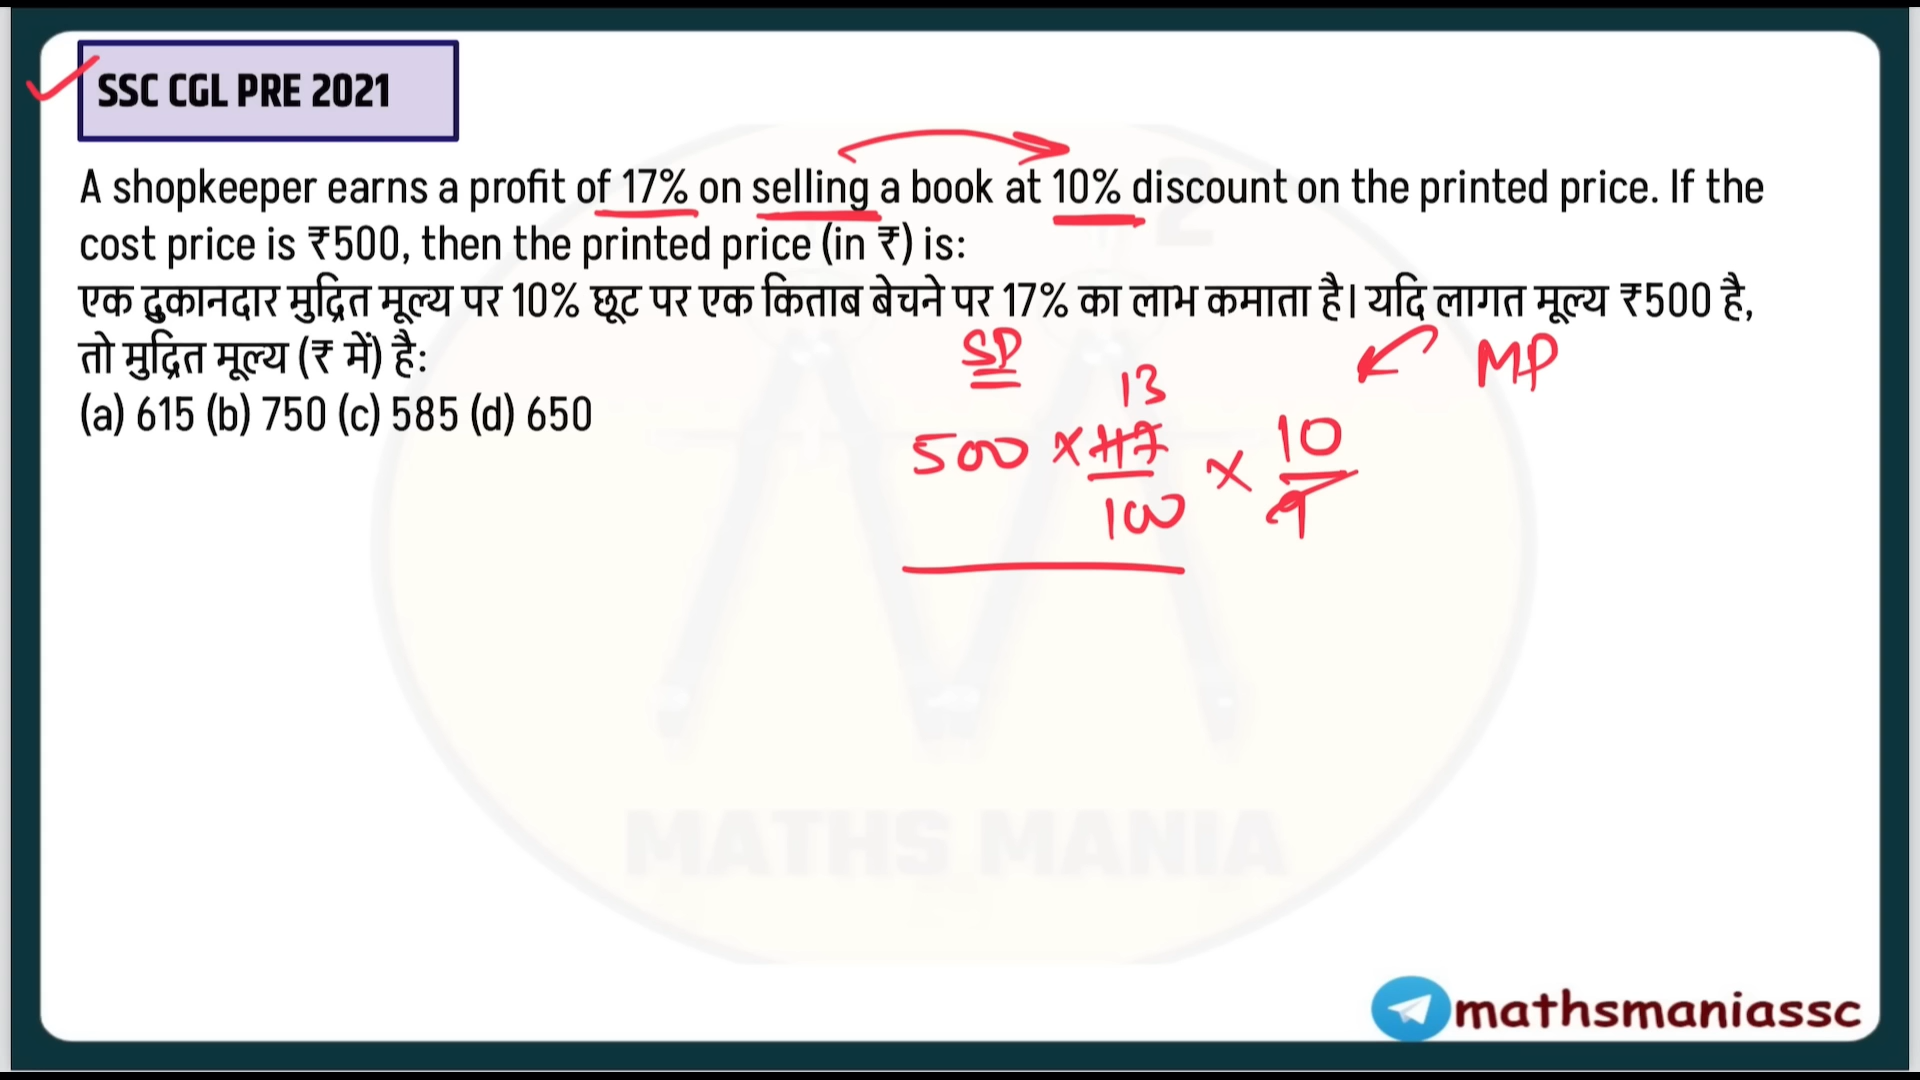 SSC CGL PRE 2021
A shopkeeper earns a profit of 17% on selling a book at 10% discount on the printed price. If the
cost price is ₹500, then the printed price (in ₹) is:
एक दुकानदार मुद्रित मूल्य पर 10% छूट पर एक किताब बेचने पर 17% का लाभ कमाता है। यदि लागत मूल्य ₹500 है,
तो मुद्रित मूल्य (₹ में) है:
(a) 615 (b) 750 (c) 585 (d) 650
SP
MP
13
500 × 117 × 10
100 9
MATHS MANIA
mathsmaniassc